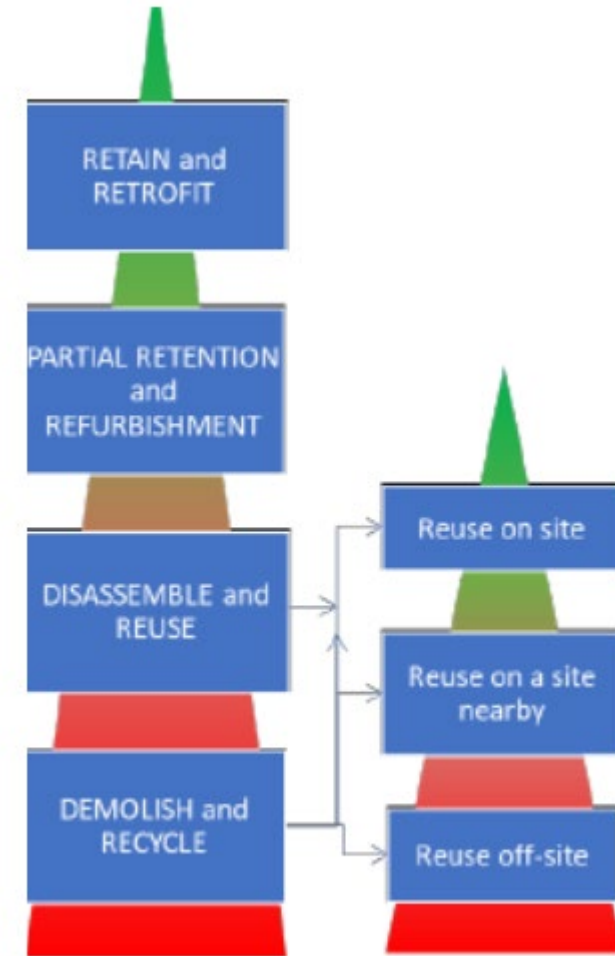 RETAIN and
RETROFIT
PARTIAL RETENTION
and
REFURBISHMENT
DISASSEMBLE and
REUSE
DEMOLISH and
RECYCLE
Reuse on site
Reuse on a site
nearby
Reuse off-site